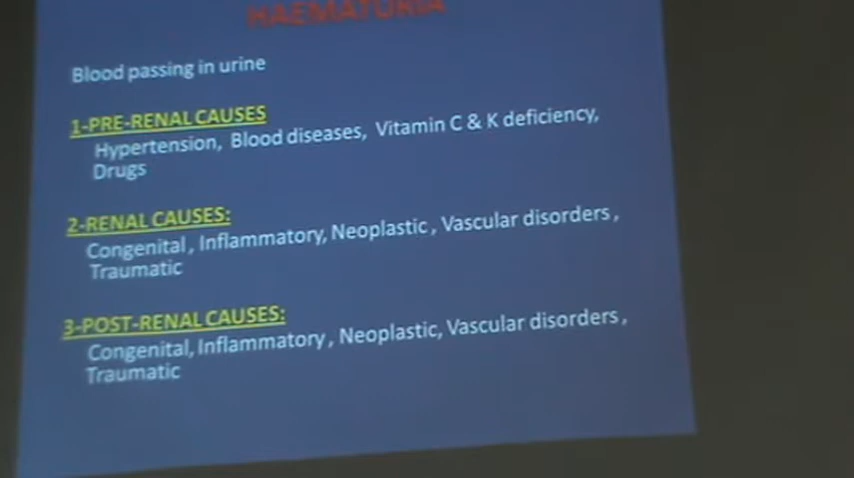 HAEMATURIA
Blood passing in urine
1-PRE-RENAL CAUSES
Hypertension, Blood diseases, Vitamin C & K deficiency,
Drugs
2-RENAL CAUSES:
Congenital, Inflammatory, Neoplastic, Vascular disorders,
Traumatic
3-POST-RENAL CAUSES:
Congenital, Inflammatory, Neoplastic, Vascular disorders,
Traumatic